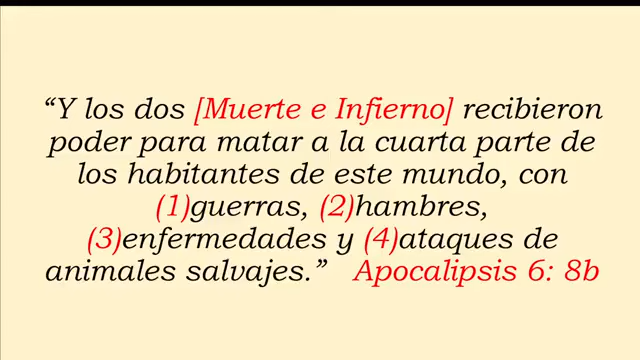 “Y los dos [Muerte e Infierno] recibieron
poder para matar a la cuarta parte de
los habitantes de este mundo, con
(1)guerras, (2)hambres,
(3)enfermedades y (4)ataques de
animales salvajes.” Apocalipsis 6: 8b